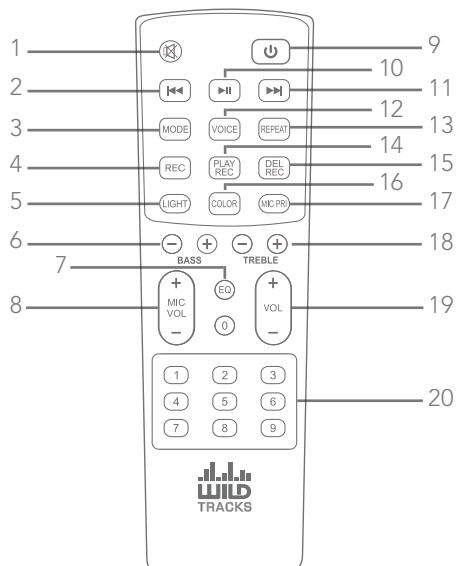 1
9
10
2
11
12
3
MODE
VOICE
REPEAT
13
14
4
REC
PLAY
REC
DEL
REC
15
16
5
LIGHT
COLOR
MIC PRI
17
6
− + − +
18
BASS
TREBLE
7
EQ
8
+
MIC
VOL
−
+
VOL
−
19
0
1 2 3
4 5 6
20
7 8 9
WILD
TRACKS